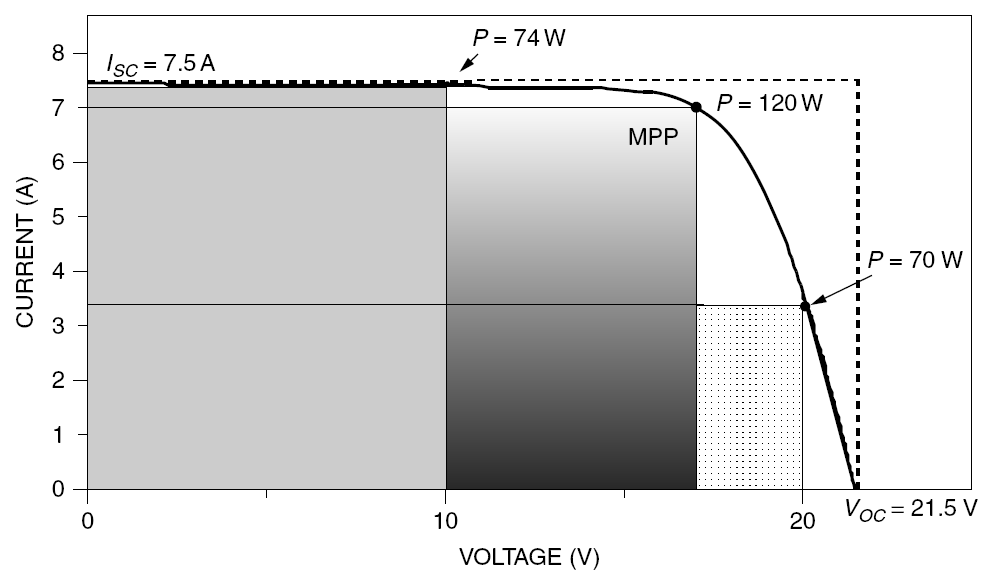 P = 74 W
8
I_SC = 7.5 A
7
P = 120 W
MPP
6
5
4
P = 70 W
3
2
1
0
CURRENT (A)
0
10
20
V_OC = 21.5 V
VOLTAGE (V)